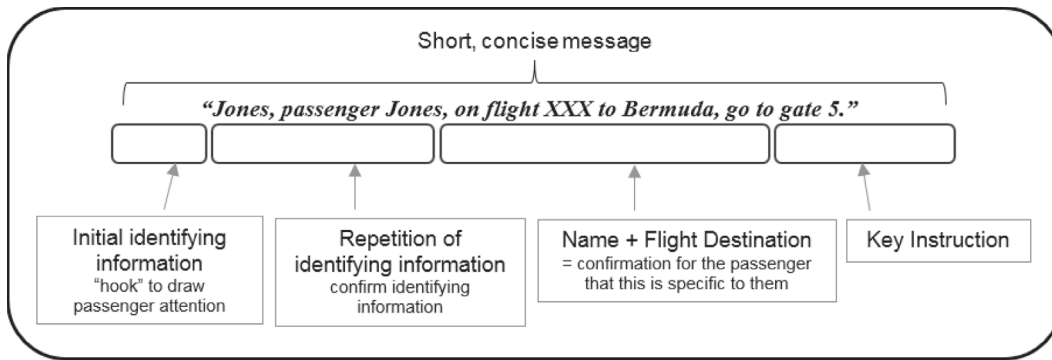 Short, concise message
“Jones, passenger Jones, on flight XXX to Bermuda, go to gate 5.”
Initial identifying
information
“hook” to draw
passenger attention
Repetition of
identifying information
confirm identifying
information
Name + Flight Destination
= confirmation for the passenger
that this is specific to them
Key Instruction